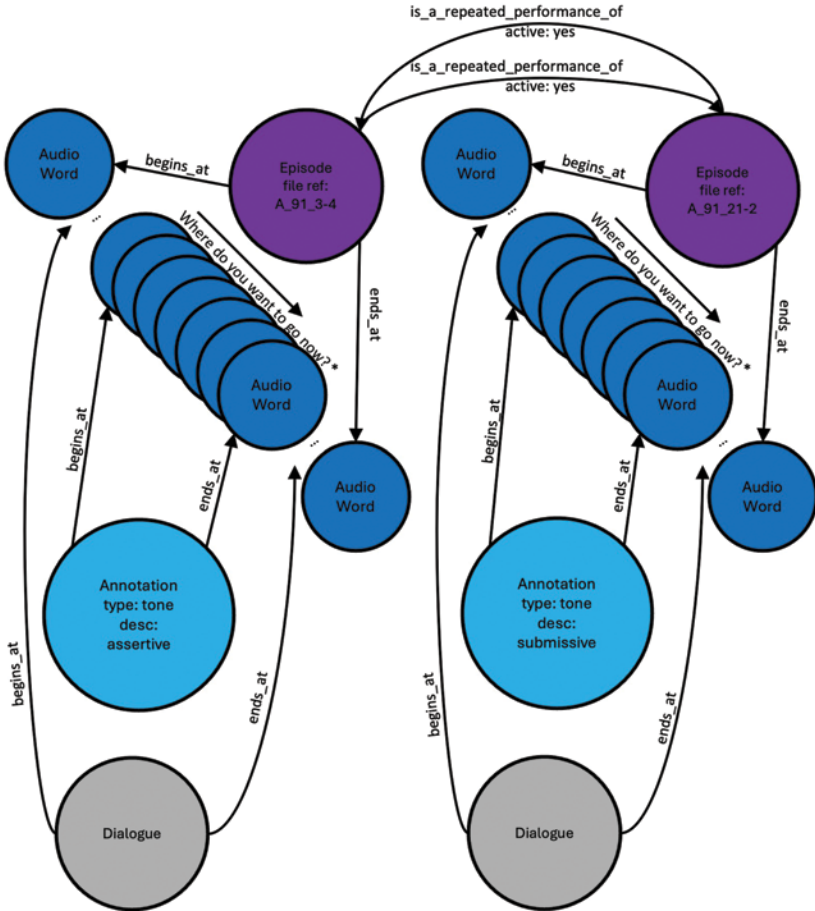 is_a_repeated_performance_of
active: yes
is_a_repeated_performance_of
active: yes
Audio
Word
begins_at
Episode
file ref:
A_91_3-4
...
Where do you want to go now? *
ends_at
Audio
Word
...
Audio
Word
begins_at
ends_at
Annotation
type: tone
desc:
assertive
begins_at
ends_at
Dialogue
Audio
Word
begins_at
Episode
file ref:
A_91_21-2
...
Where do you want to go now? *
ends_at
Audio
Word
...
Audio
Word
begins_at
ends_at
Annotation
type: tone
desc:
submissive
begins_at
ends_at
Dialogue